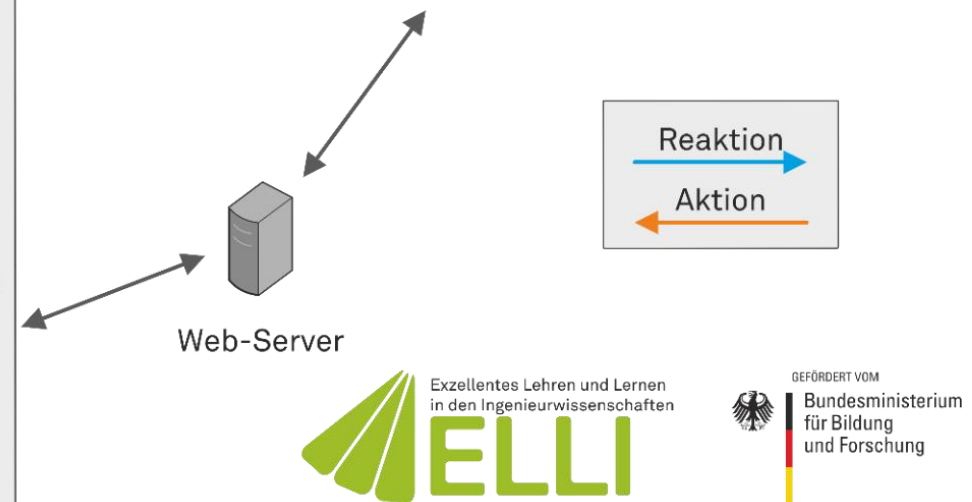 Reaktion
Aktion
Web-Server
Exzellentes Lehren und Lernen
in den Ingenieurwissenschaften
ELLI
GEFÖRDERT VOM
Bundesministerium
für Bildung
und Forschung